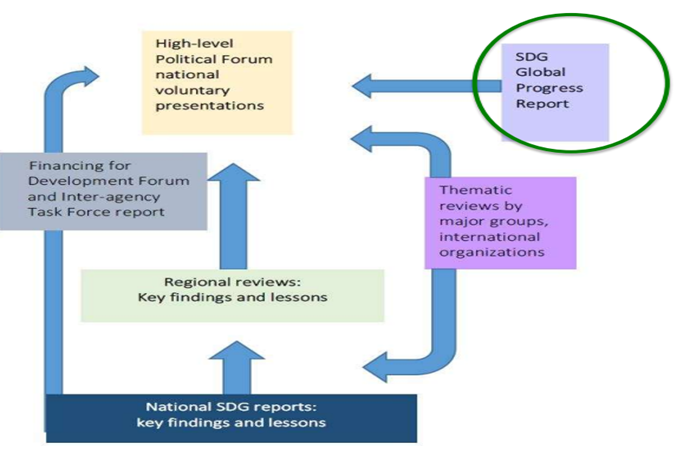 High-level
Political Forum
national
voluntary
presentations
SDG
Global
Progress
Report
Financing for
Development Forum
and Inter-agency
Task Force report
Thematic
reviews by
major groups,
international
organizations
Regional reviews:
Key findings and lessons
National SDG reports:
key findings and lessons